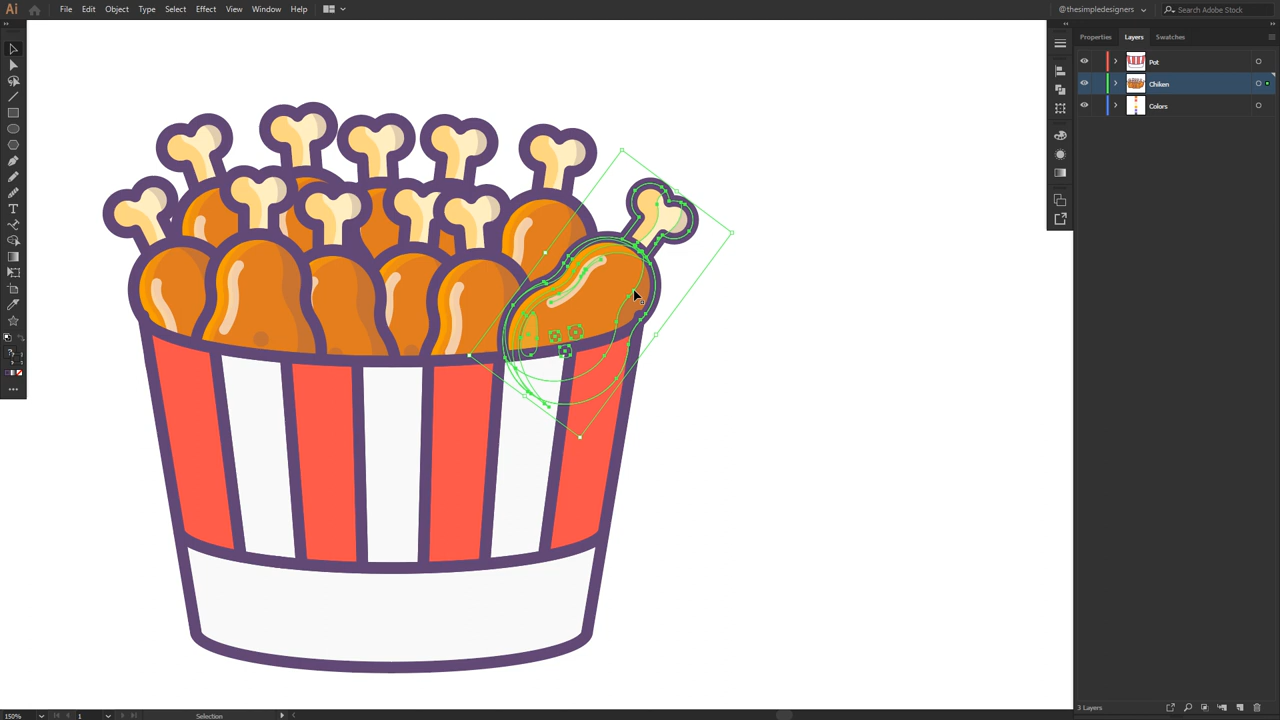 Ai File Edit Object Type Select Effect View Window Help @thesimpledesigners Search Adobe Stock
Properties Layers Swatches
Pot
Chiken
Colors
3 Layers
150% 1 Selection